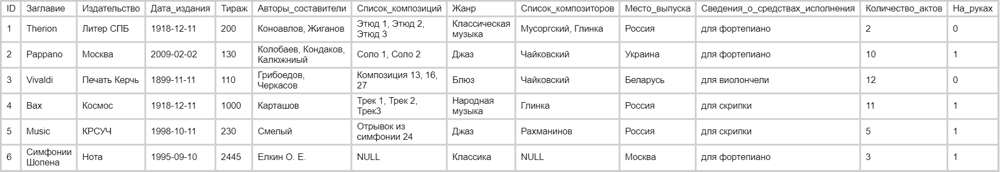 ID Заглавие Издательство Дата_издания Тираж Авторы_составители Список_композиций Жанр Список_композиторов Место_выпуска Сведения_о_средствах_исполнения Количество_актов На_руках
1 Therion Литер СПБ 1918-12-11 200 Коноавлов, Жиганов Этюд 1, Этюд 2, Этюд 3 Классическая музыка Мусоргский, Глинка Россия для фортепиано 2 0
2 Pappano Москва 2009-02-02 130 Колобаев, Кондаков, Калюжниый Соло 1, Соло 2 Джаз Чайковский Украина для фортепиано 10 1
3 Vivaldi Печать Керчь 1899-11-11 110 Грибоедов, Черкасов Композиция 13, 16, 27 Блюз Чайковский Беларусь для виолончели 12 0
4 Bax Космос 1918-12-11 1000 Карташов Трек 1, Трек 2, Трек3 Народная музыка Глинка Россия для скрипки 11 1
5 Music КРСУЧ 1998-10-11 230 Смелый Отрывок из симфонии 24 Джаз Рахманинов Россия для скрипки 5 1
6 Симфонии Шопена Нота 1995-09-10 2445 Елкин О. Е. NULL Классика NULL Москва для фортепиано 3 1